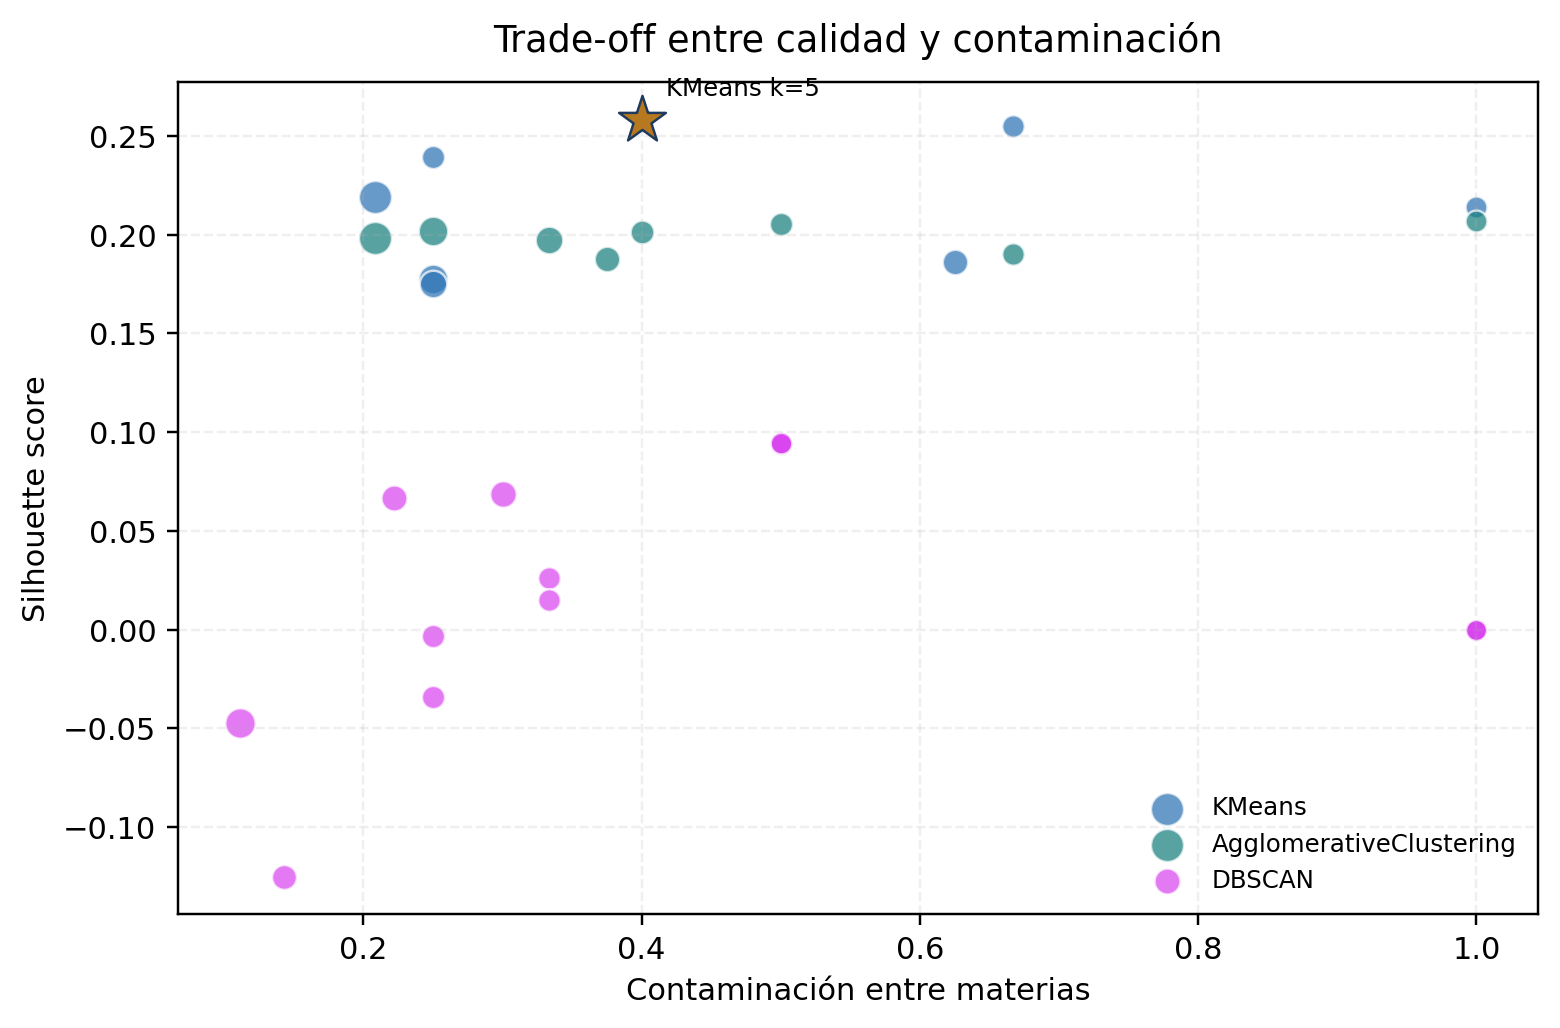 Trade-off entre calidad y contaminación
KMeans k=5
0.25
0.20
0.15
0.10
0.05
0.00
−0.05
−0.10
Silhouette score
KMeans
AgglomerativeClustering
DBSCAN
0.2 0.4 0.6 0.8 1.0
Contaminación entre materias